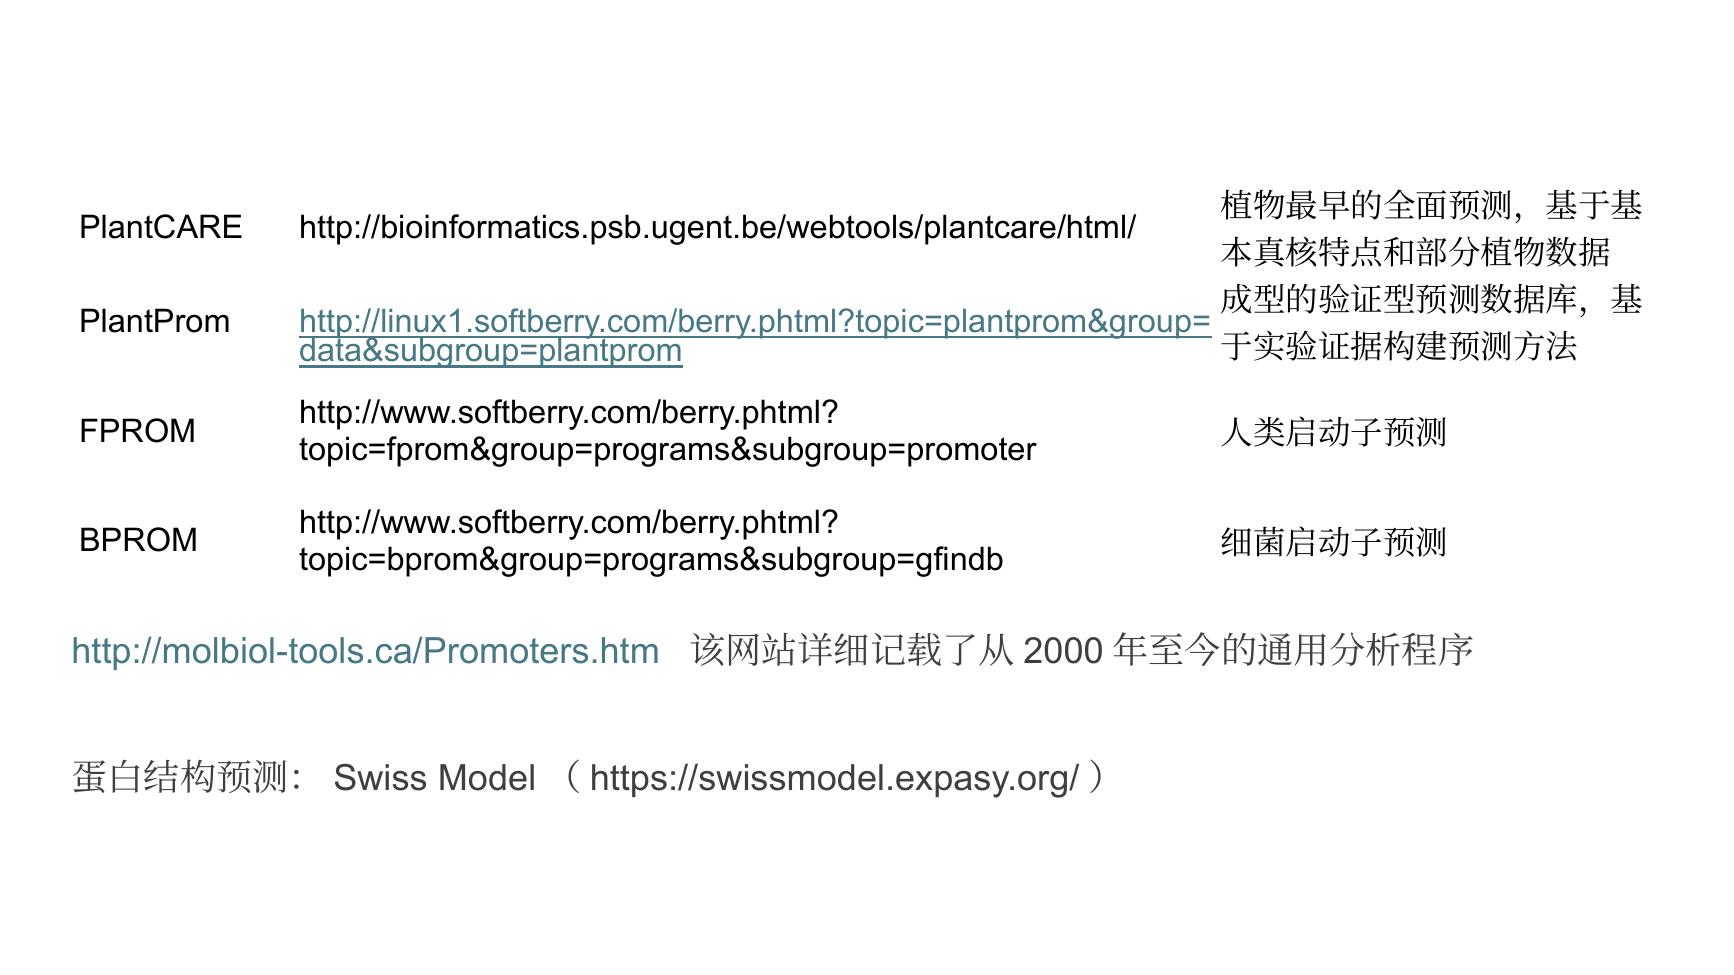 PlantCARE
http://bioinformatics.psb.ugent.be/webtools/plantcare/html/
植物最早的全面预测，基于基
本真核特点和部分植物数据
PlantProm
http://linux1.softberry.com/berry.phtml?topic=plantprom&group=
data&subgroup=plantprom
成型的验证型预测数据库，基
于实验证据构建预测方法
FPROM
http://www.softberry.com/berry.phtml?
topic=fprom&group=programs&subgroup=promoter
人类启动子预测
BPROM
http://www.softberry.com/berry.phtml?
topic=bprom&group=programs&subgroup=gfindb
细菌启动子预测
http://molbiol-tools.ca/Promoters.htm 该网站详细记载了从 2000 年至今的通用分析程序
蛋白结构预测： Swiss Model （ https://swissmodel.expasy.org/ ）